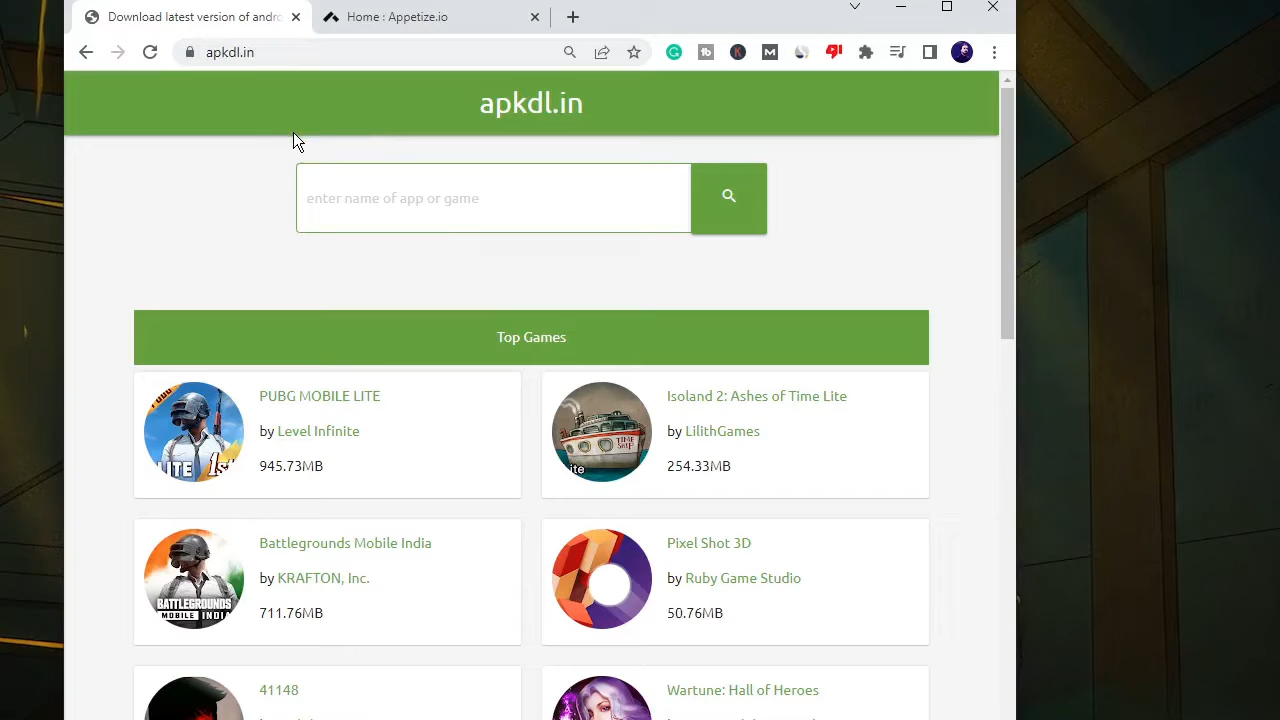 Download latest version of andro
Home : Appetize.io
apkdl.in
apkdl.in
enter name of app or game
Top Games
PUBG MOBILE LITE
by Level Infinite
945.73MB
Isoland 2: Ashes of Time Lite
by LilithGames
254.33MB
Battlegrounds Mobile India
by KRAFTON, Inc.
711.76MB
Pixel Shot 3D
by Ruby Game Studio
50.76MB
41148
Wartune: Hall of Heroes